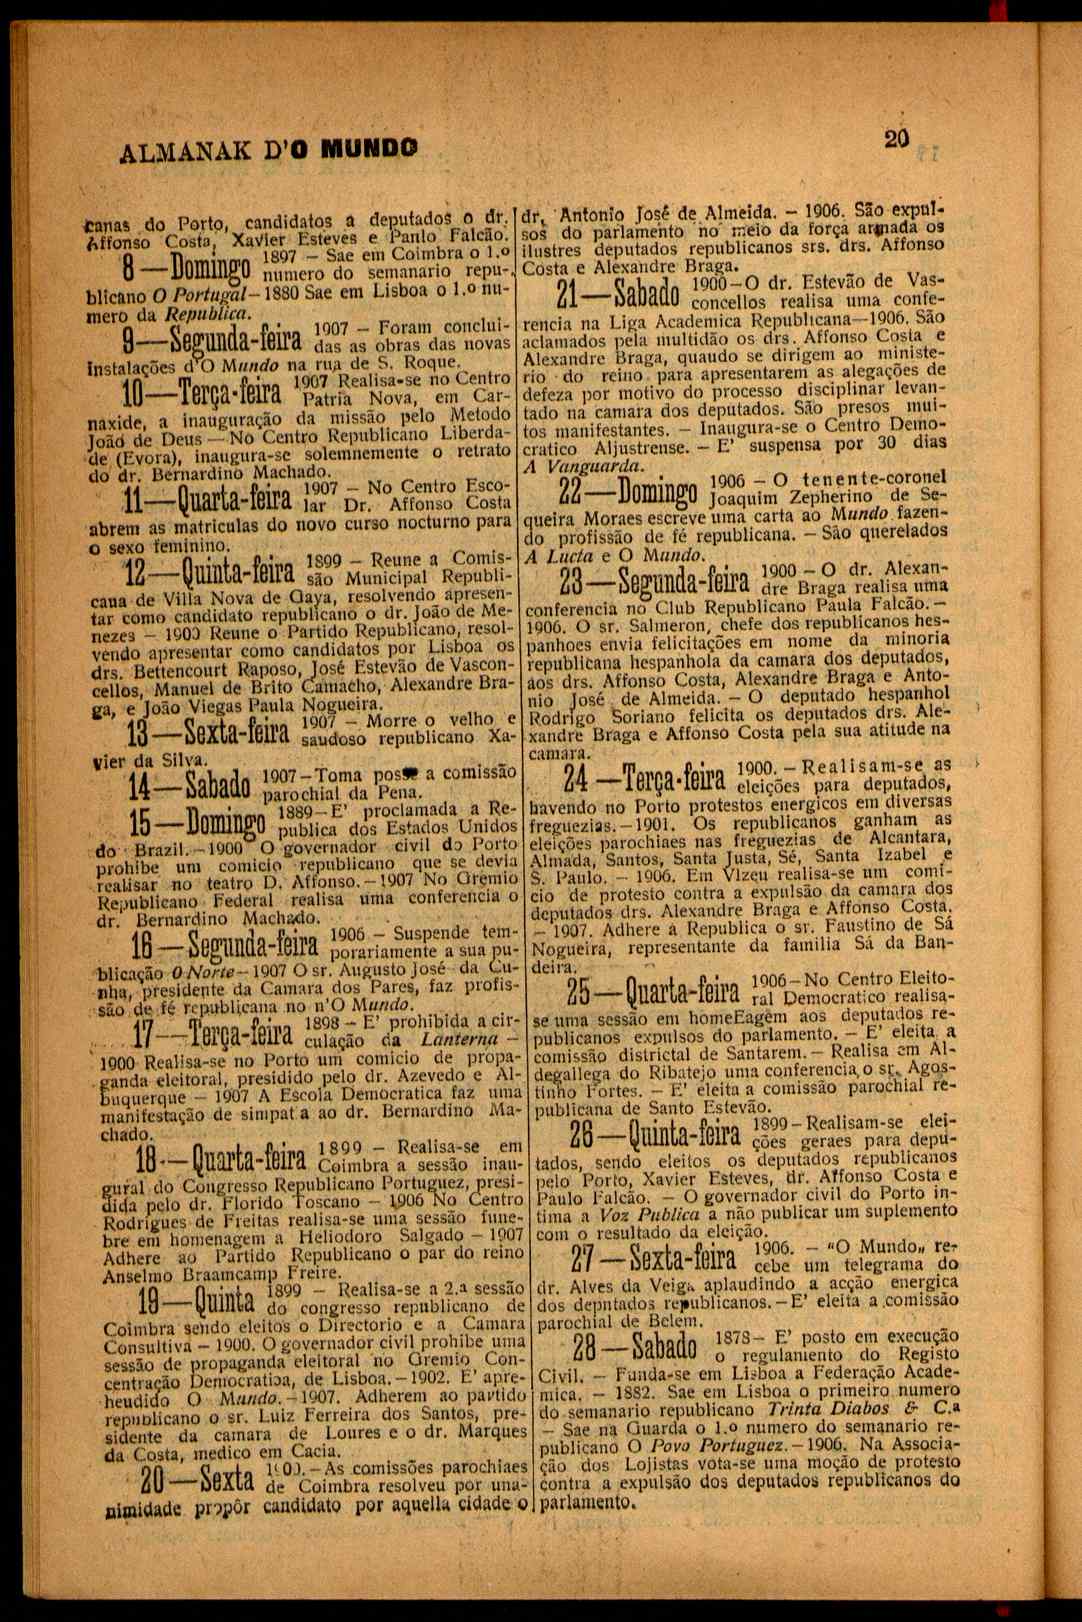 ALMANAK D'O MUNDO
20
canas do Porto, candidatos a deputados o dr.
Affonso Costa, Xavier Esteves e Paulo Falcão.
8—Domingo 1897 – Sae em Coimbra o 1.º
numero do semanario repu-
blicano O Portugal–1880 Sae em Lisboa o 1.º nu-
mero da Republica.
9—Segunda-feira 1907 – Foram conclui-
das as obras das novas
Instalações d'O Mundo na rua de S. Roque.
10—Terça-feira 1907 Realisa-se no Centro
Patria Nova, em Car-
naxide, a inauguração da missão pelo Metodo
João de Deus — No Centro Republicano Liberda-
de (Evora), inaugura-se solemnemente o retrato
do dr. Bernardino Machado.
11—Quarta-feira 1907 – No Centro Esco-
lar Dr. Affonso Costa
abrem as matriculas do novo curso nocturno para
o sexo feminino.
12—Quinta-feira 1899 – Reune a Comis-
são Municipal Republi-
cana de Villa Nova de Gaya, resolvendo apresen-
tar como candidato republicano o dr. João de Me-
nezes – 1900 Reune o Partido Republicano, resol-
vendo apresentar como candidatos por Lisboa os
drs. Bettencourt Raposo, José Estevão de Vascon-
cellos, Manuel de Brito Camacho, Alexandre Bra-
ga, e João Viegas Paula Nogueira.
13—Sexta-feira 1907 – Morre o velho e
saudoso republicano Xa-
vier da Silva.
14—Sabado 1907–Toma posse a comissão
parochial da Pena.
15—Domingo 1889–E' proclamada a Re-
publica dos Estados Unidos
do Brazil.–1900 O governador civil do Porto
prohibe um comicio republicano que se devia
realisar no teatro D. Affonso.–1907 No Gremio
Republicano Federal realisa uma conferencia o
dr. Bernardino Machado.
16—Segunda-feira 1906 – Suspende tem-
porariamente a sua pu-
blicação O Norte–1907 O sr. Augusto José da Cu-
nha, presidente da Camara dos Pares, faz profis-
são de fé republicana no n'O Mundo.
17—Terça-feira 1898 – E' prohibida a cir-
culação da Lanterna –
1900 Realisa-se no Porto um comicio de propa-
ganda eleitoral, presidido pelo dr. Azevedo e Al-
buquerque – 1907 A Escola Democratica faz uma
manifestação de simpat a ao dr. Bernardino Ma-
chado.
18—Quarta-feira 1899 – Realisa-se em
Coimbra a sessão inau-
gural do Congresso Republicano Portuguez, presi-
dida pelo dr. Florido Toscano – 1906 No Centro
Rodrigues de Freitas realisa-se uma sessão fune-
bre em homenagem a Heliodoro Salgado – 1907
Adhere ao Partido Republicano o par do reino
Anselmo Braamcamp Freire.
19—Quinta 1899 – Realisa-se a 2.ª sessão
do congresso republicano de
Coimbra sendo eleitos o Directorio e a Camara
Consultiva – 1900. O governador civil prohibe uma
sessão de propaganda eleitoral no Gremio Con-
centração Democratica, de Lisboa.–1902. E' apre-
heudido O Mundo.–1907. Adherem ao partido
republicano o sr. Luiz Ferreira dos Santos, pre-
sidente da camara de Loures e o dr. Marques
da Costa, medico em Cacia.
20—Sexta 1900.–As comissões parochiaes
de Coimbra resolveu por una-
nimidade propôr candidato por aquella cidade o
dr. Antonio José de Almeida. – 1906. São expul-
sos do parlamento no meio da força armada os
ilustres deputados republicanos srs. drs. Affonso
Costa e Alexandre Braga.
21—Sabado 1900–O dr. Estevão de Vas-
concellos realisa uma confe-
rencia na Liga Academica Republicana—1906. São
aclamados pela multidão os drs. Affonso Costa e
Alexandre Braga, quaudo se dirigem ao ministe-
rio do reino para apresentarem as alegações de
defeza por motivo do processo disciplinar levan-
tado na camara dos deputados. São presos mui-
tos manifestantes. – Inaugura-se o Centro Demo-
cratico Aljustrense. – E' suspensa por 30 dias
A Vanguarda.
22—Domingo 1906 – O tenente-coronel
Joaquim Zepherino de Se-
queira Moraes escreve uma carta ao Mundo fazen-
do profissão de fé republicana. – São querelados
A Lucta e O Mundo.
23—Segunda-feira 1900 – O dr. Alexan-
dre Braga realisa uma
conferencia no Club Republicano Paula Falcão.–
1906. O sr. Salmeron, chefe dos republicanos hes-
panhoes envia felicitações em nome da minoria
republicana hespanhola da camara dos deputados,
aos drs. Affonso Costa, Alexandre Braga e Anto-
nio José de Almeida. – O deputado hespanhol
Rodrigo Soriano felicita os deputados drs. Ale-
xandre Braga e Affonso Costa pela sua atitude na
camara.
24—Terça-feira 1900. – Realisam-se as
eleições para deputados,
havendo no Porto protestos energicos em diversas
freguezias.–1901. Os republicanos ganham as
eleições parochiaes nas freguezias de Alcantara,
Almada, Santos, Santa Justa, Sé, Santa Izabel e
S. Paulo. – 1906. Em Vizeu realisa-se um comi-
cio de protesto contra a expulsão da camara dos
deputados drs. Alexandre Braga e Affonso Costa.
– 1907. Adhere á Republica o sr. Faustino de Sá
Nogueira, representante da familia Sá da Ban-
deira.
25—Quarta-feira 1906–No Centro Eleito-
ral Democratico realisa-
se uma sessão em homeEagem aos deputados re-
publicanos expulsos do parlamento. – E' eleita a
comissão districtal de Santarem.– Realisa em Al-
degallega do Ribatejo uma conferencia o sr. Agos-
tinho Fortes. – E' eleita a comissão parochial re-
publicana de Santo Estevão.
26—Quinta-feira 1899–Realisam-se elei-
ções geraes para depu-
tados, sendo eleitos os deputados republicanos
pelo Porto, Xavier Esteves, dr. Affonso Costa e
Paulo Falcão. – O governador civil do Porto in-
tima a Voz Publica a não publicar um suplemento
com o resultado da eleição.
27—Sexta-feira 1906. – "O Mundo„ re-
cebe um telegrama do
dr. Alves da Veiga aplaudindo a acção energica
dos depntados republicanos.–E' eleita a comissão
parochial de Belem.
28—Sabado 1878– E' posto em execução
o regulamento do Registo
Civil. – Funda-se em Lisboa a Federação Acade-
mica. – 1882. Sae em Lisboa o primeiro numero
do semanario republicano Trinta Diabos & C.ª
– Sae na Guarda o 1.º numero do semanario re-
publicano O Povo Portuguez.–1906. Na Associa-
ção dos Lojistas vota-se uma moção de protesto
contra a expulsão dos deputados republicanos do
parlamento.